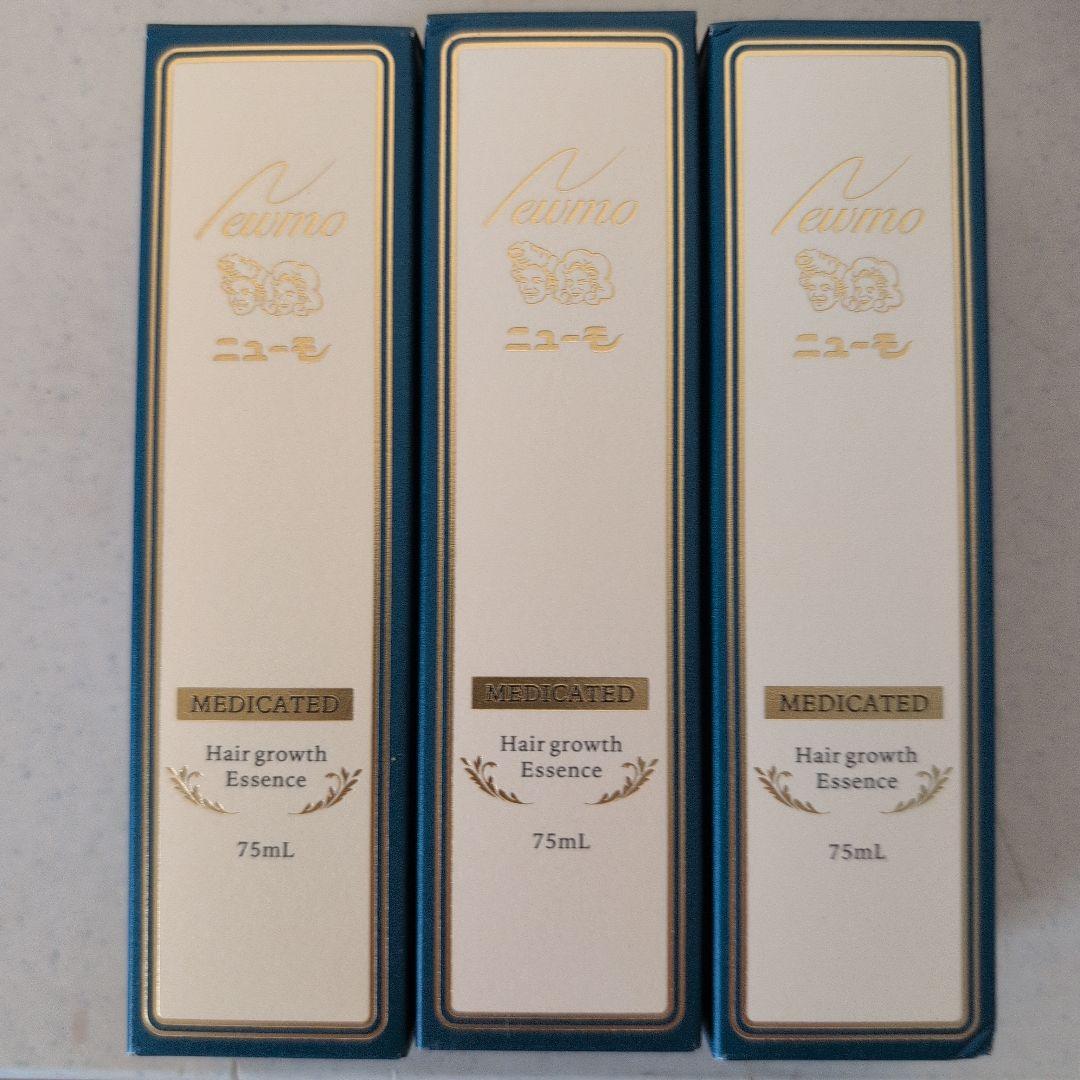 Newmo
ニューモ
MEDICATED
Hair growth
Essence
75mL
Newmo
ニューモ
MEDICATED
Hair growth
Essence
75mL
Newmo
ニューモ
MEDICATED
Hair growth
Essence
75mL